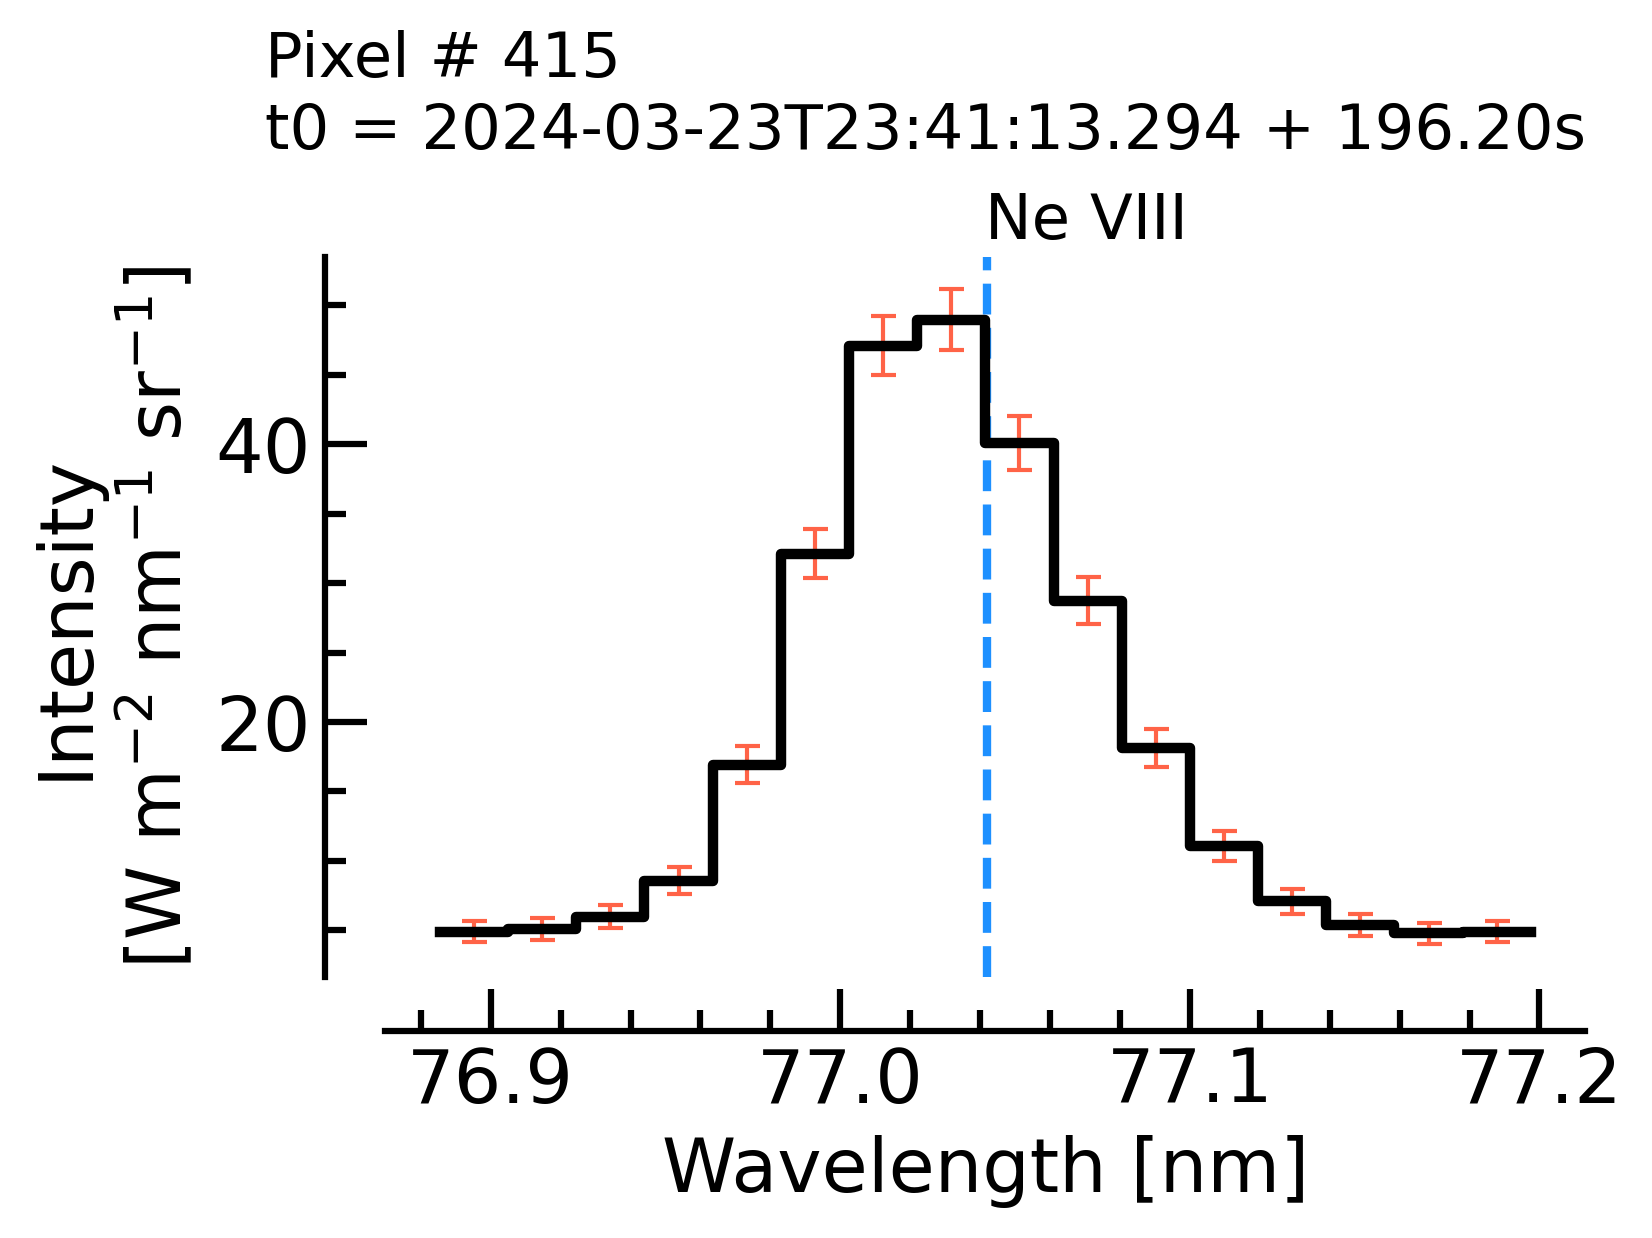 Pixel # 415
t0 = 2024-03-23T23:41:13.294 + 196.20s
Ne VIII
Intensity
[W m⁻² nm⁻¹ sr⁻¹]
40
20
76.9 77.0 77.1 77.2
Wavelength [nm]